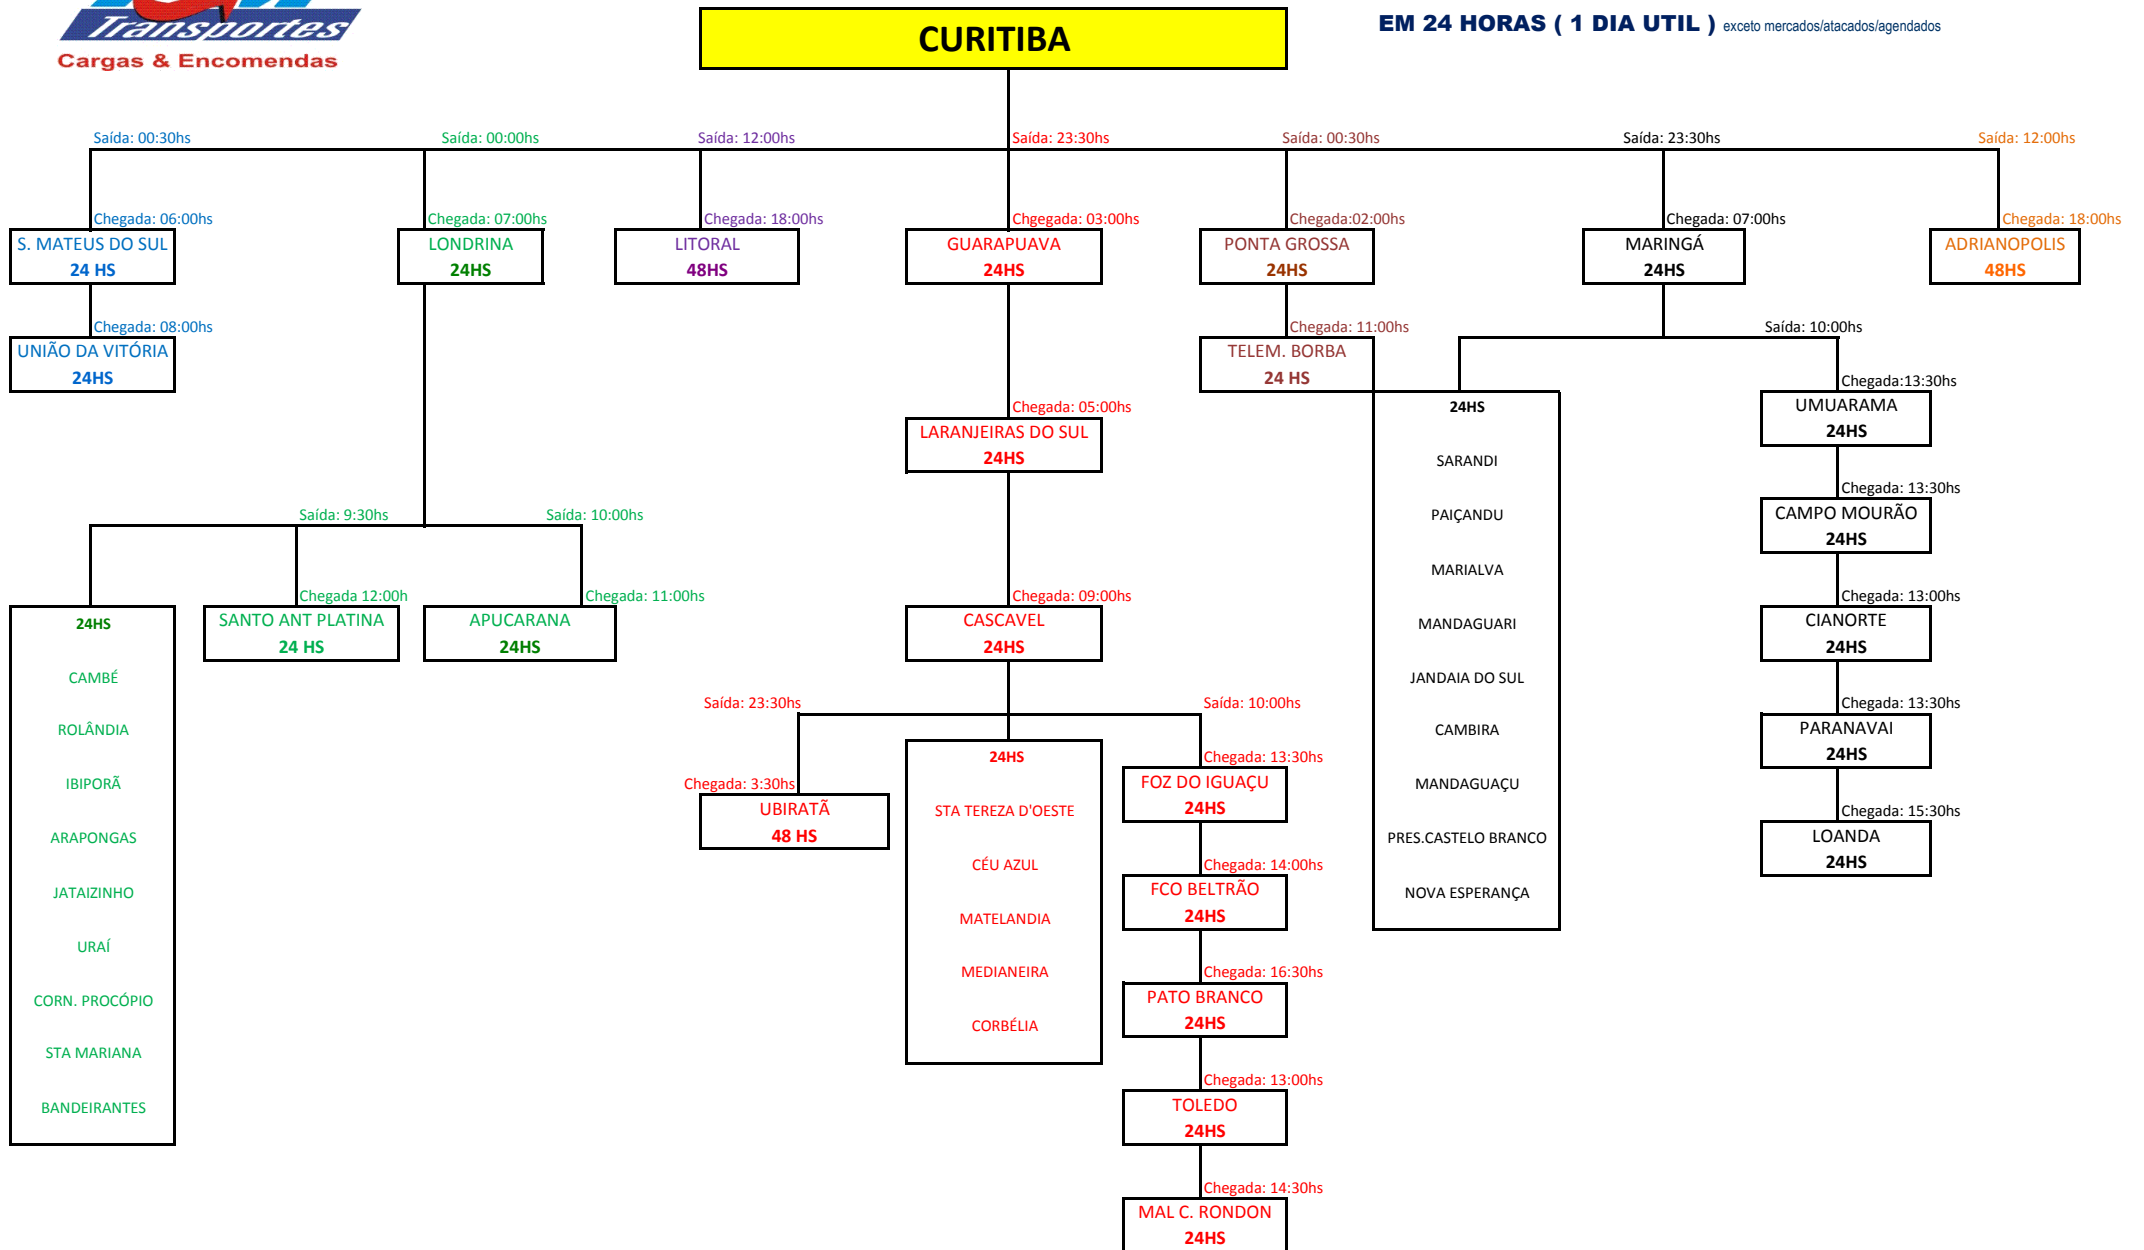 Transportes
Cargas & Encomendas
CURITIBA
EM 24 HORAS ( 1 DIA UTIL ) exceto mercados/atacados/agendados
Saída: 00:30hs
Saída: 00:00hs
Saída: 12:00hs
Saída: 23:30hs
Saída: 00:30hs
Saída: 23:30hs
Saída: 12:00hs
Chegada: 06:00hs
S. MATEUS DO SUL
24 HS
Chegada: 07:00hs
LONDRINA
24HS
Chegada: 18:00hs
LITORAL
48HS
Chgegada: 03:00hs
GUARAPUAVA
24HS
Chegada:02:00hs
PONTA GROSSA
24HS
Chegada: 07:00hs
MARINGÁ
24HS
Chegada: 18:00hs
ADRIANOPOLIS
48HS
Chegada: 08:00hs
UNIÃO DA VITÓRIA
24HS
Chegada: 11:00hs
TELEM. BORBA
24 HS
Saída: 10:00hs
Chegada: 05:00hs
LARANJEIRAS DO SUL
24HS
24HS
SARANDI
PAIÇANDU
MARIALVA
MANDAGUARI
JANDAIA DO SUL
CAMBIRA
MANDAGUAÇU
PRES.CASTELO BRANCO
NOVA ESPERANÇA
Chegada:13:30hs
UMUARAMA
24HS
Chegada: 13:30hs
CAMPO MOURÃO
24HS
Chegada: 13:00hs
CIANORTE
24HS
Chegada: 13:30hs
PARANAVAI
24HS
Chegada: 15:30hs
LOANDA
24HS
Saída: 9:30hs
Saída: 10:00hs
24HS
CAMBÉ
ROLÂNDIA
IBIPORÃ
ARAPONGAS
JATAIZINHO
URAÍ
CORN. PROCÓPIO
STA MARIANA
BANDEIRANTES
Chegada 12:00h
SANTO ANT PLATINA
24 HS
Chegada: 11:00hs
APUCARANA
24HS
Chegada: 09:00hs
CASCAVEL
24HS
Saída: 23:30hs
Saída: 10:00hs
Chegada: 3:30hs
UBIRATÃ
48 HS
24HS
STA TEREZA D'OESTE
CÉU AZUL
MATELANDIA
MEDIANEIRA
CORBÉLIA
Chegada: 13:30hs
FOZ DO IGUAÇU
24HS
Chegada: 14:00hs
FCO BELTRÃO
24HS
Chegada: 16:30hs
PATO BRANCO
24HS
Chegada: 13:00hs
TOLEDO
24HS
Chegada: 14:30hs
MAL C. RONDON
24HS